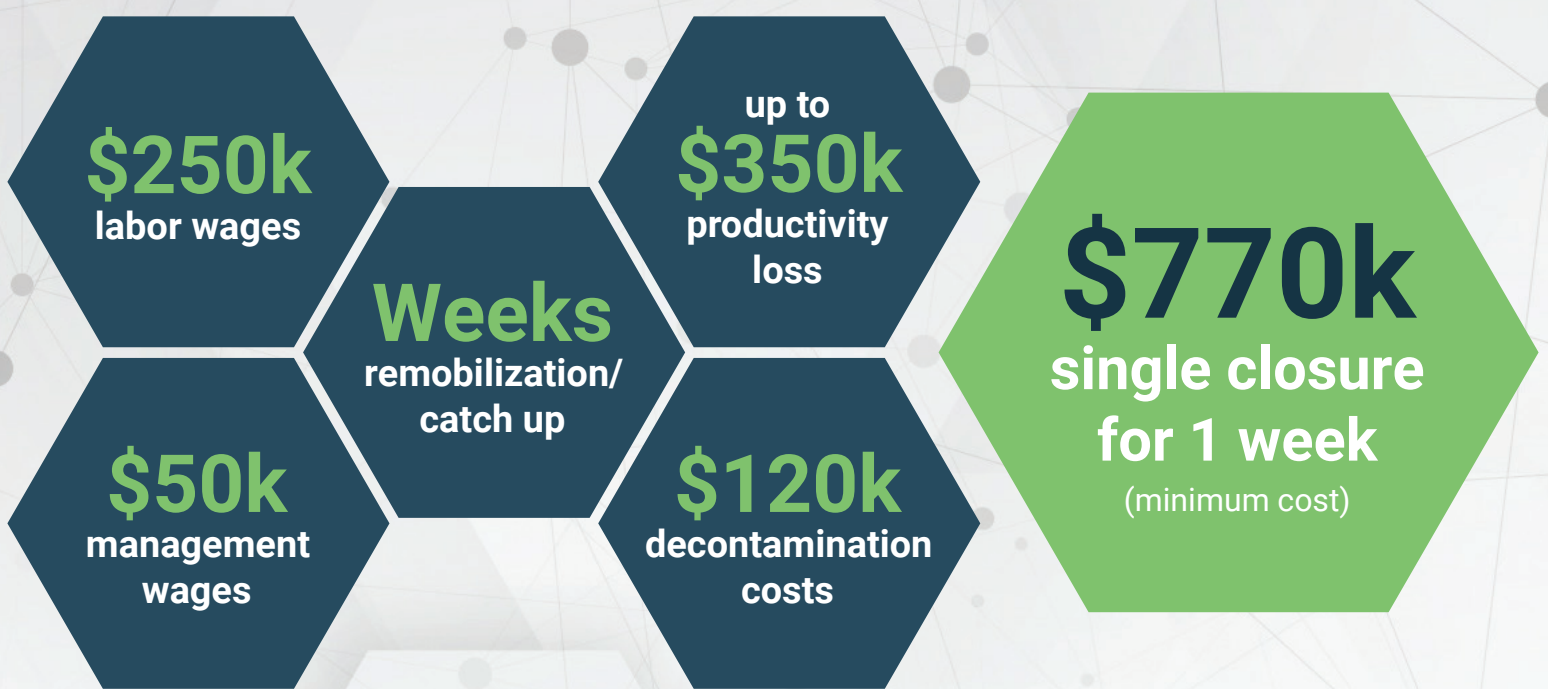 $250k
labor wages
$50k
management
wages
Weeks
remobilization/
catch up
up to
$350k
productivity
loss
$120k
decontamination
costs
$770k
single closure
for 1 week
(minimum cost)